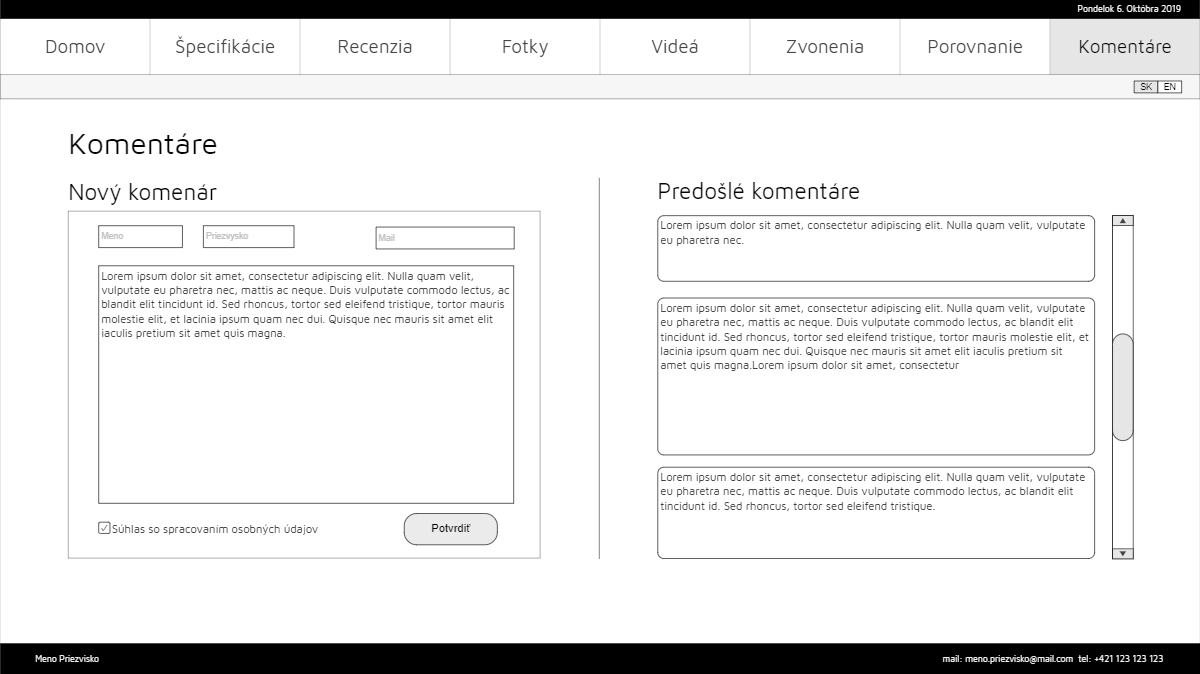 Pondelok 6. Októbra 2019
Domov
Špecifikácie
Recenzia
Fotky
Videá
Zvonenia
Porovnanie
Komentáre
SK
EN
Komentáre
Nový komenár
Meno
Priezvysko
Mail
Lorem ipsum dolor sit amet, consectetur adipiscing elit. Nulla quam velit,
vulputate eu pharetra nec, mattis ac neque. Duis vulputate commodo lectus, ac
blandit elit tincidunt id. Sed rhoncus, tortor sed eleifend tristique, tortor mauris
molestie elit, et lacinia ipsum quam nec dui. Quisque nec mauris sit amet elit
iaculis pretium sit amet quis magna.
Súhlas so spracovaním osobných údajov
Potvrdiť
Predošlé komentáre
Lorem ipsum dolor sit amet, consectetur adipiscing elit. Nulla quam velit, vulputate
eu pharetra nec.
Lorem ipsum dolor sit amet, consectetur adipiscing elit. Nulla quam velit, vulputate
eu pharetra nec, mattis ac neque. Duis vulputate commodo lectus, ac blandit elit
tincidunt id. Sed rhoncus, tortor sed eleifend tristique, tortor mauris molestie elit, et
lacinia ipsum quam nec dui. Quisque nec mauris sit amet elit iaculis pretium sit
amet quis magna.Lorem ipsum dolor sit amet, consectetur
Lorem ipsum dolor sit amet, consectetur adipiscing elit. Nulla quam velit, vulputate
eu pharetra nec, mattis ac neque. Duis vulputate commodo lectus, ac blandit elit
tincidunt id. Sed rhoncus, tortor sed eleifend tristique.
Meno Priezvisko
mail: meno.priezvisko@mail.com tel: +421 123 123 123